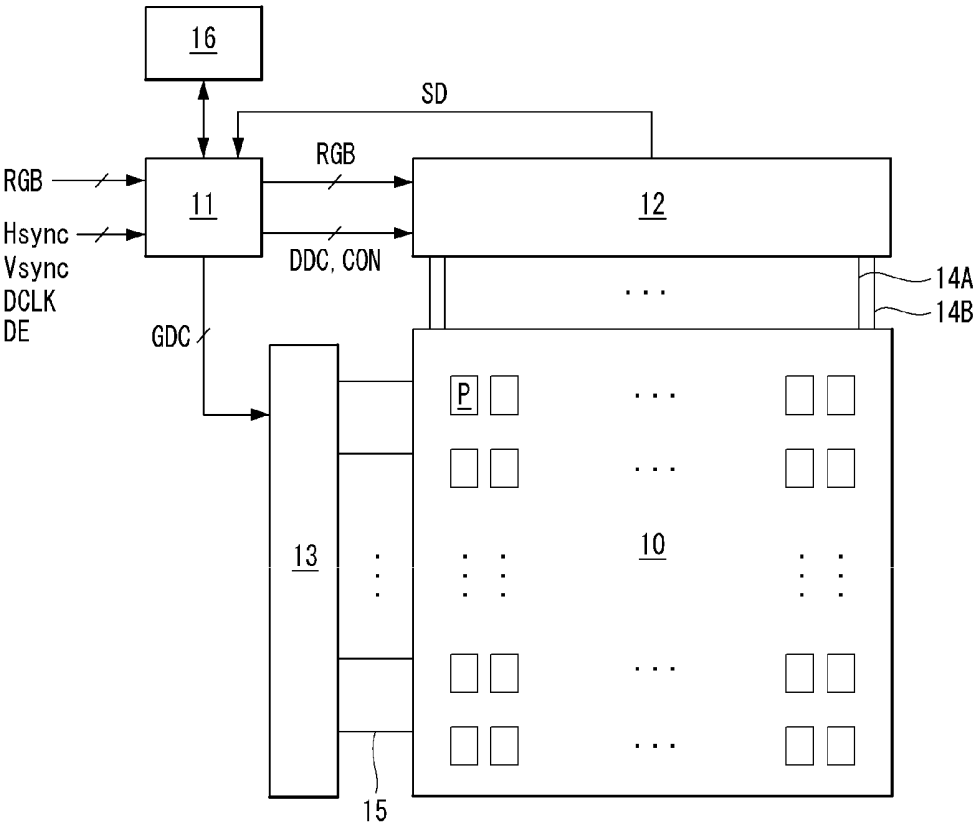 16
SD
RGB
RGB
11
12
Hsync
DDC, CON
Vsync
DCLK
DE
14A
14B
GDC
P
13
10
15